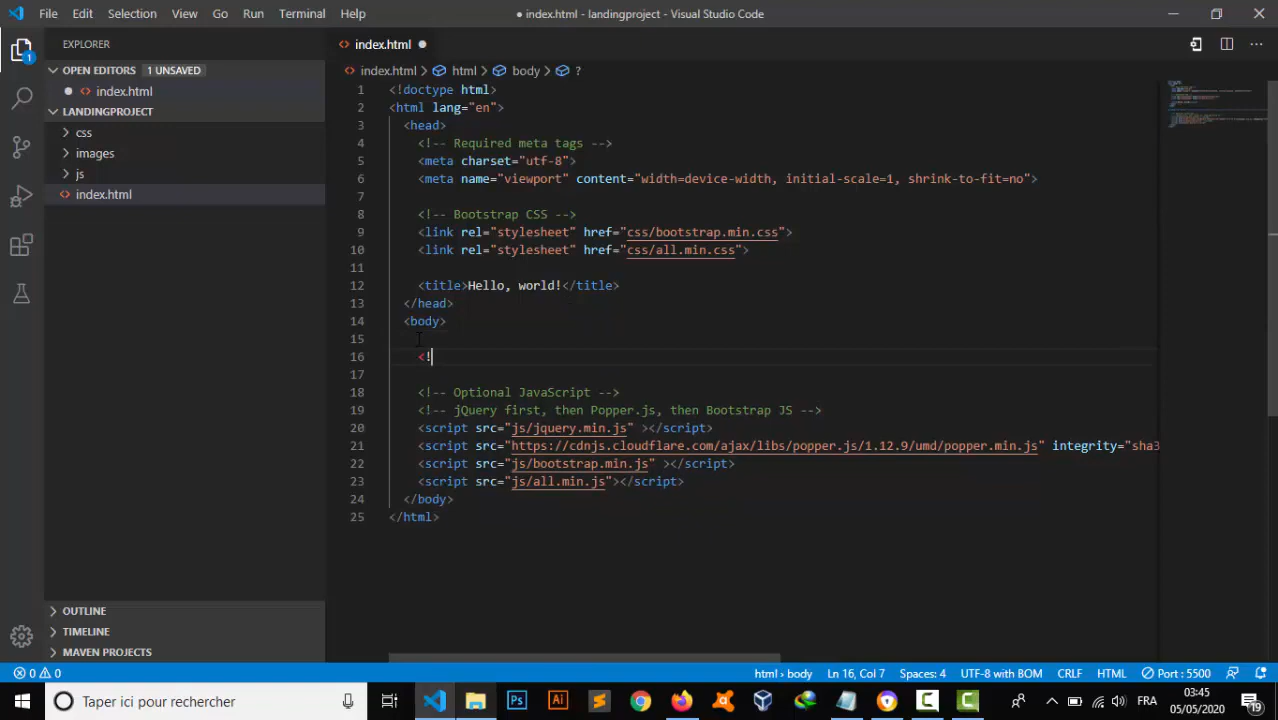 File Edit Selection View Go Run Terminal Help
● index.html - landingproject - Visual Studio Code
EXPLORER
index.html ●
OPEN EDITORS 1 UNSAVED
index.html > html > body > ?
● index.html
LANDINGPROJECT
css
images
js
index.html
1 <!doctype html>
2 <html lang="en">
3 <head>
4 <!-- Required meta tags -->
5 <meta charset="utf-8">
6 <meta name="viewport" content="width=device-width, initial-scale=1, shrink-to-fit=no">
7
8 <!-- Bootstrap CSS -->
9 <link rel="stylesheet" href="css/bootstrap.min.css">
10 <link rel="stylesheet" href="css/all.min.css">
11
12 <title>Hello, world!</title>
13 </head>
14 <body>
15
16 <!
17
18 <!-- Optional JavaScript -->
19 <!-- jQuery first, then Popper.js, then Bootstrap JS -->
20 <script src="js/jquery.min.js" ></script>
21 <script src="https://cdnjs.cloudflare.com/ajax/libs/popper.js/1.12.9/umd/popper.min.js" integrity="sha3
22 <script src="js/bootstrap.min.js" ></script>
23 <script src="js/all.min.js"></script>
24 </body>
25 </html>
OUTLINE
TIMELINE
MAVEN PROJECTS
1
0 0 html > body Ln 16, Col 7 Spaces: 4 UTF-8 with BOM CRLF HTML Port : 5500
Taper ici pour rechercher
Ps Ai
FRA
03:45
05/05/2020
19